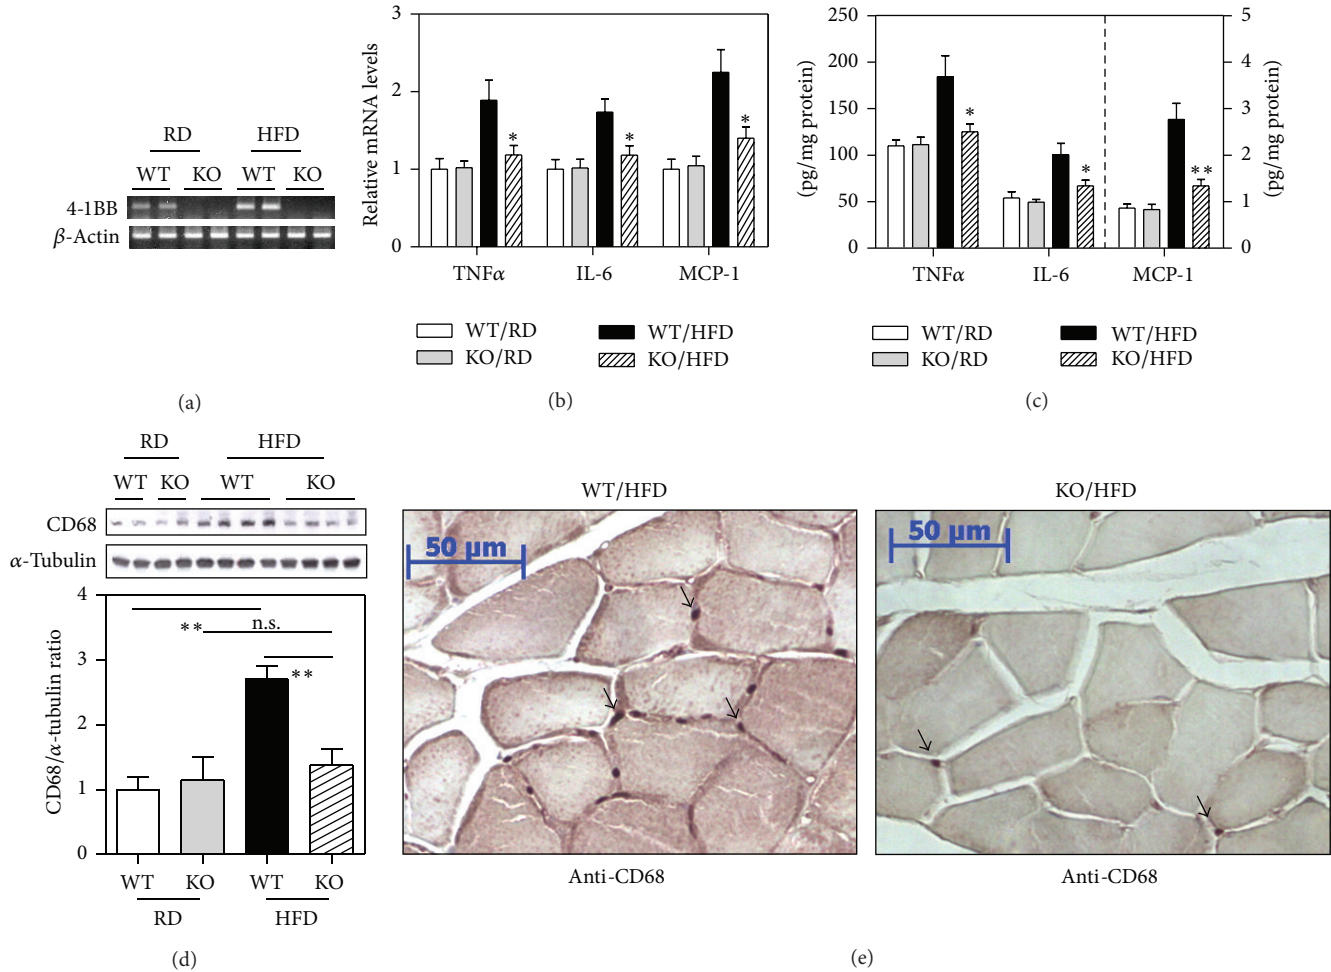 RD HFD
WT KO WT KO
4-1BB
β-Actin
(a)
Relative mRNA levels
3
2
1
0
* * *
TNFα IL-6 MCP-1
WT/RD WT/HFD
KO/RD KO/HFD
(b)
(pg/mg protein)
250
200
150
100
50
0
* * **
5
4
3
2
1
0
(pg/mg protein)
TNFα IL-6 MCP-1
WT/RD WT/HFD
KO/RD KO/HFD
(c)
RD HFD
WT KO WT KO
CD68
α-Tubulin
CD68/α-tubulin ratio
4
3
2
1
0
** n.s.
**
WT KO WT KO
RD HFD
(d)
WT/HFD KO/HFD
50 µm 50 µm
Anti-CD68 Anti-CD68
(e)